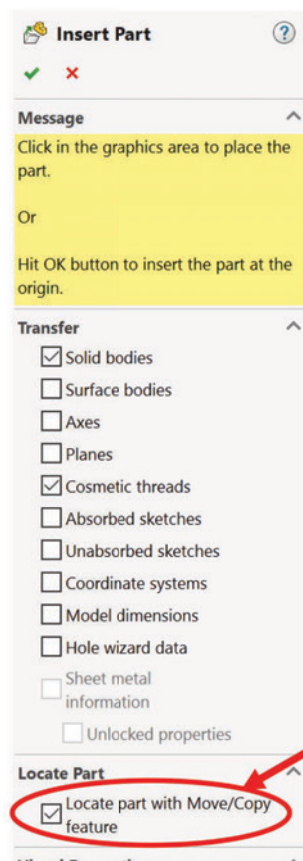 Insert Part
Message
Click in the graphics area to place the
part.
Or
Hit OK button to insert the part at the
origin.
Transfer
Solid bodies
Surface bodies
Axes
Planes
Cosmetic threads
Absorbed sketches
Unabsorbed sketches
Coordinate systems
Model dimensions
Hole wizard data
Sheet metal
information
Unlocked properties
Locate Part
Locate part with Move/Copy
feature